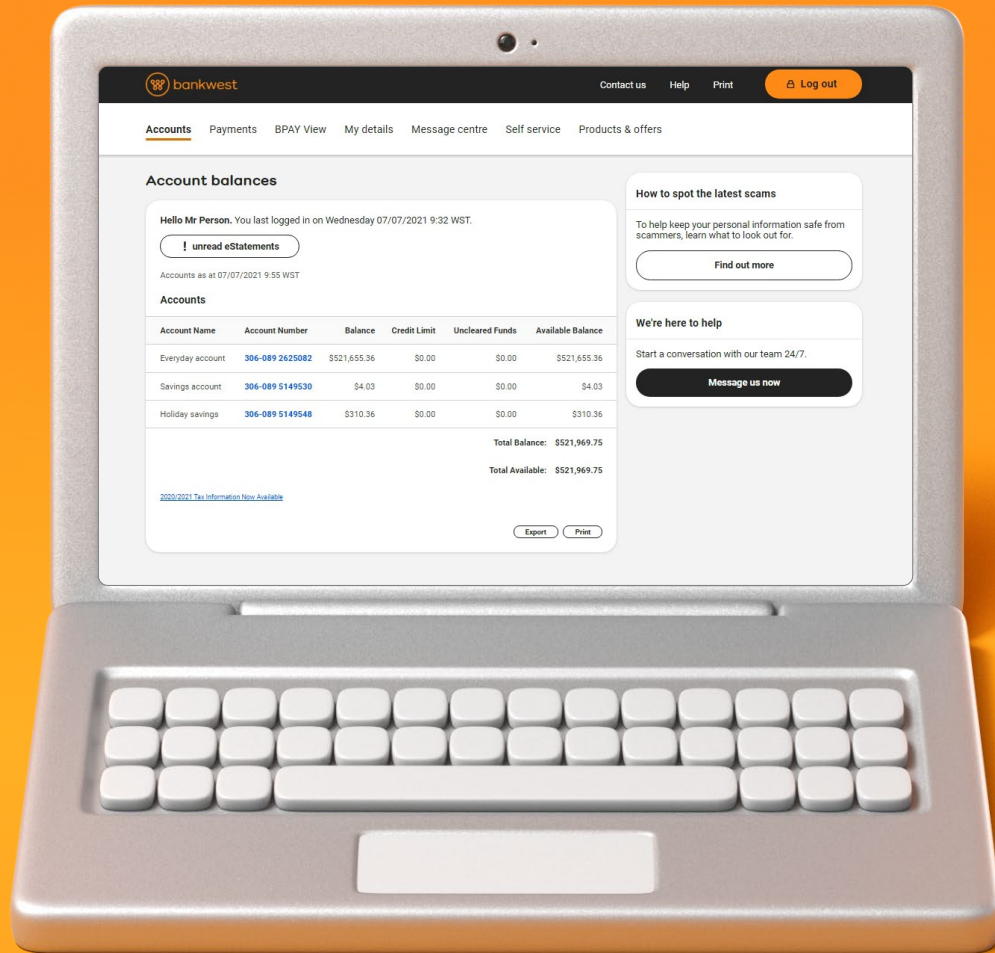 bankwest
Contact us Help Print Log out
Accounts Payments BPAY View My details Message centre Self service Products & offers
Account balances
Hello Mr Person. You last logged in on Wednesday 07/07/2021 9:32 WST.
! unread eStatements
Accounts as at 07/07/2021 9:55 WST
Accounts
Account Name Account Number Balance Credit Limit Uncleared Funds Available Balance
Everyday account 306-089 2625082 $521,655.36 $0.00 $0.00 $521,655.36
Savings account 306-089 5149530 $4.03 $0.00 $0.00 $4.03
Holiday savings 306-089 5149548 $310.36 $0.00 $0.00 $310.36
Total Balance: $521,969.75
Total Available: $521,969.75
2020/2021 Tax Information Now Available
Export Print
How to spot the latest scams
To help keep your personal information safe from
scammers, learn what to look out for.
Find out more
We're here to help
Start a conversation with our team 24/7.
Message us now